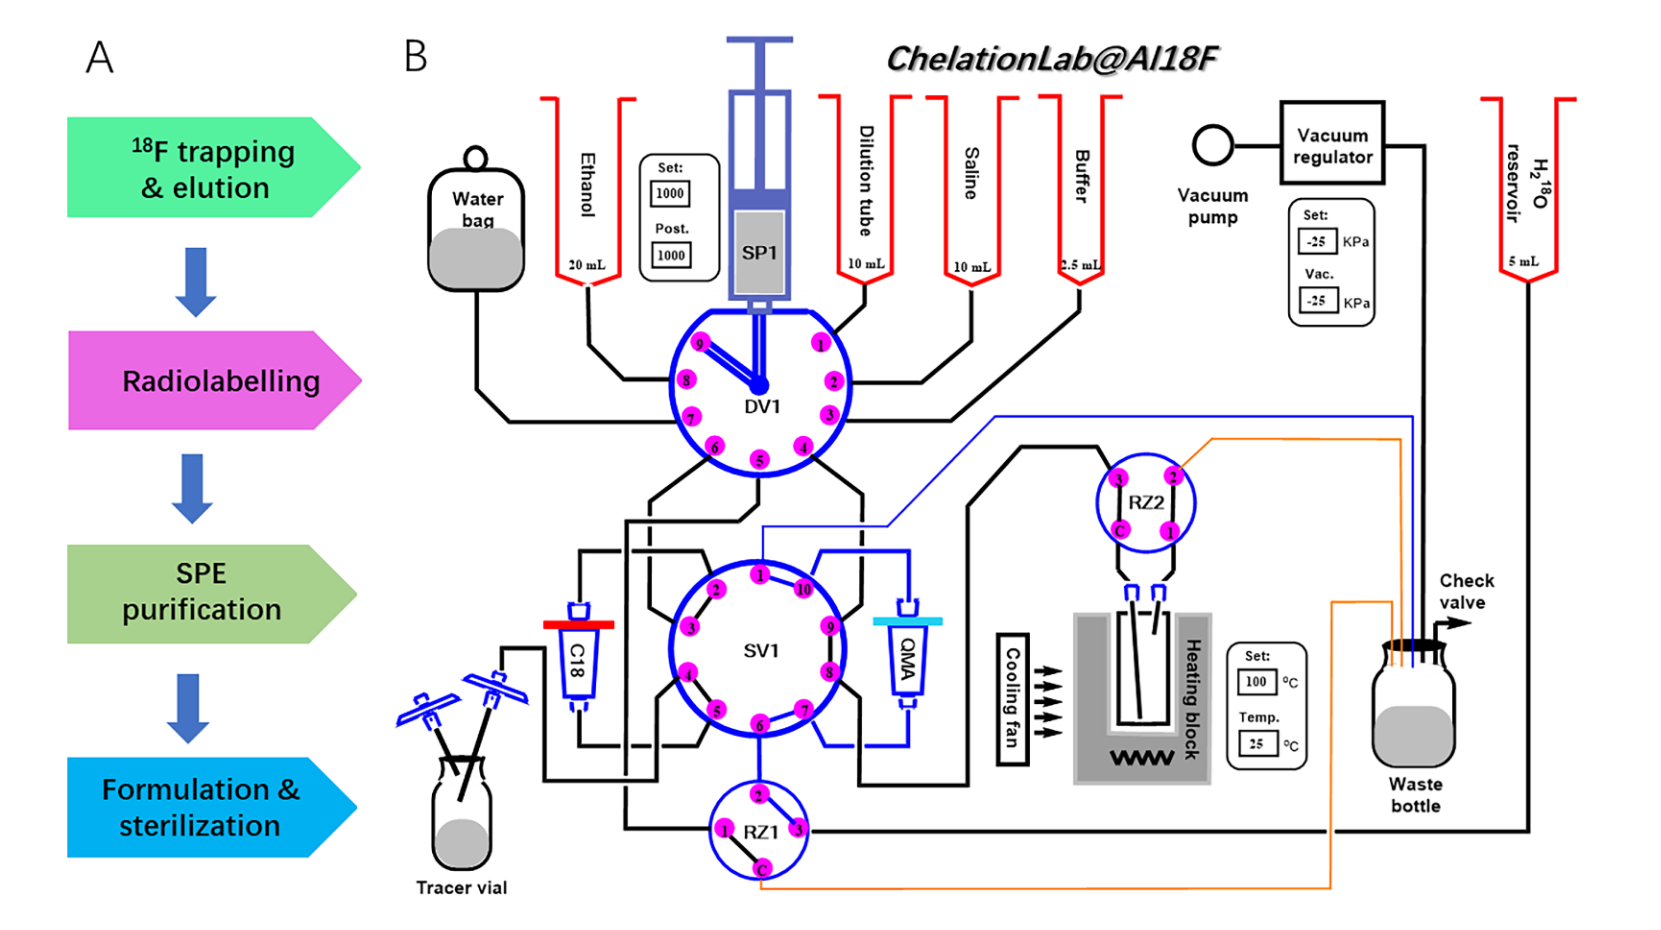 A
B
ChelationLab@Al18F
¹⁸F trapping
& elution
Radiolabelling
SPE
purification
Formulation &
sterilization
Water
bag
Ethanol
20 mL
Set:
1000
Post.
1000
SP1
Dilution tube
10 mL
Saline
10 mL
Buffer
2.5 mL
Vacuum
pump
Vacuum
regulator
Set:
-25 KPa
Vac.
-25 KPa
H₂¹⁸O
reservoir
5 mL
9
1
8
2
7
3
6
4
5
DV1
3
2
RZ2
C
1
1
2
10
3
9
SV1
4
8
5
7
6
C18
QMA
Cooling fan
Heating block
Set:
100 ºC
Temp.
25 ºC
Check
valve
Waste
bottle
2
1
RZ1
3
C
Tracer vial